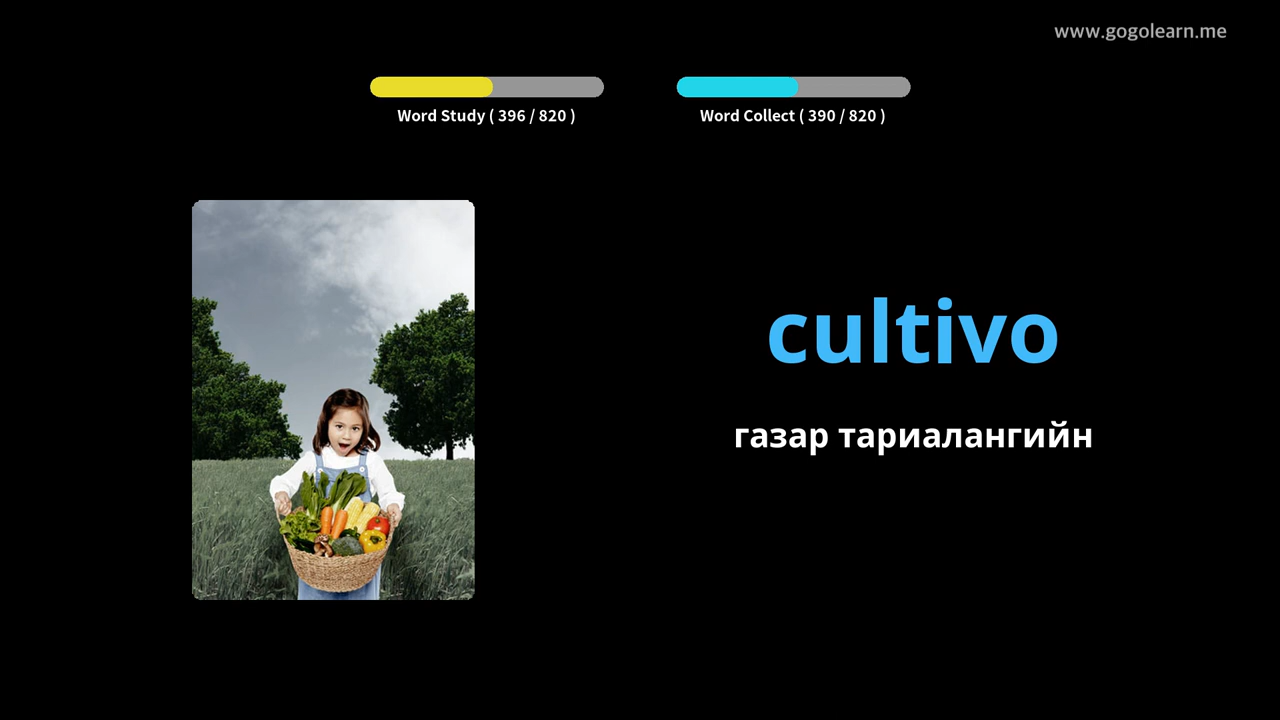 www.gogolearn.me
Word Study ( 396 / 820 )
Word Collect ( 390 / 820 )
cultivo
газар тариалангийн